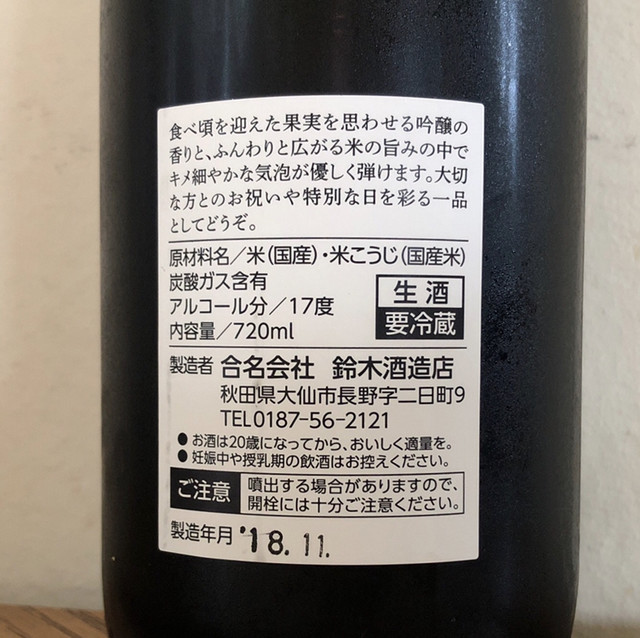 食べ頃を迎えた果実を思わせる吟醸の
香りと、ふんわりと広がる米の旨みの中で
キメ細やかな気泡が優しく弾けます。大切
な方とのお祝いや特別な日を彩る一品
としてどうぞ。
原材料名／米（国産）・米こうじ（国産米）
炭酸ガス含有
アルコール分／17度
内容量／720ml
生酒
要冷蔵
製造者 合名会社 鈴木酒造店
秋田県大仙市長野字二日町9
TEL0187-56-2121
●お酒は20歳になってから、おいしく適量を。
●妊娠中や授乳期の飲酒はお控えください。
ご注意
噴出する場合がありますので、
開栓には十分ご注意ください。
製造年月 '18.11.